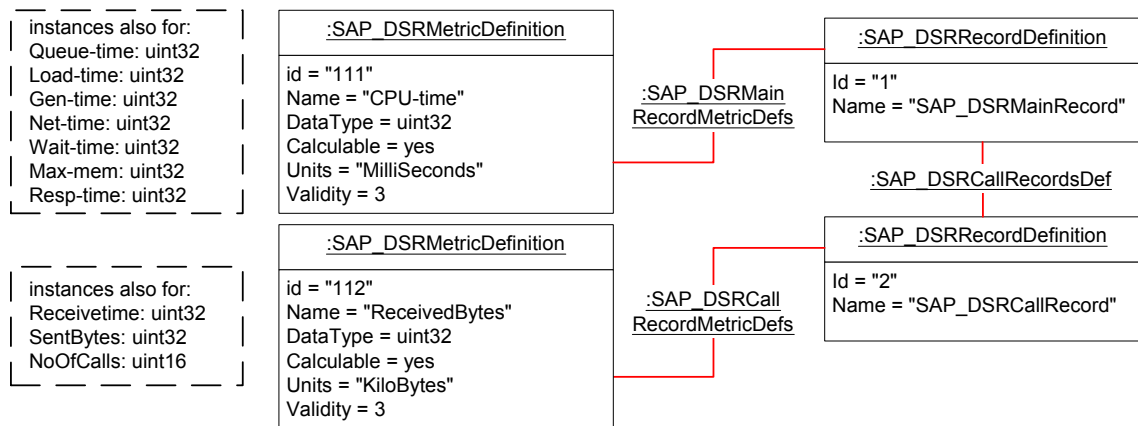 instances also for:
Queue-time: uint32
Load-time: uint32
Gen-time: uint32
Net-time: uint32
Wait-time: uint32
Max-mem: uint32
Resp-time: uint32
:SAP_DSRMetricDefinition
id = "111"
Name = "CPU-time"
DataType = uint32
Calculable = yes
Units = "MilliSeconds"
Validity = 3
:SAP_DSRMain
RecordMetricDefs
:SAP_DSRRecordDefinition
Id = "1"
Name = "SAP_DSRMainRecord"
:SAP_DSRCallRecordsDef
instances also for:
Receivetime: uint32
SentBytes: uint32
NoOfCalls: uint16
:SAP_DSRMetricDefinition
id = "112"
Name = "ReceivedBytes"
DataType = uint32
Calculable = yes
Units = "KiloBytes"
Validity = 3
:SAP_DSRCall
RecordMetricDefs
:SAP_DSRRecordDefinition
Id = "2"
Name = "SAP_DSRCallRecord"